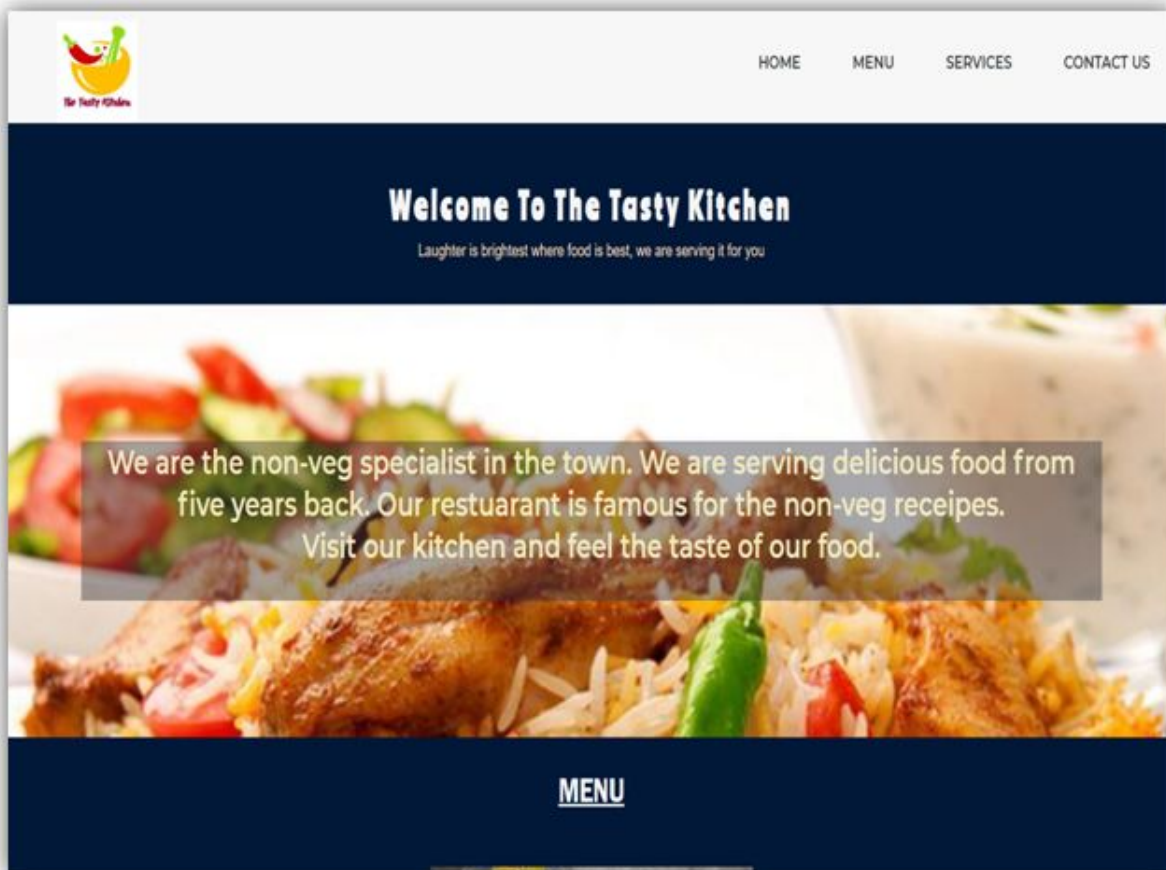 The Tasty Kitchen
HOME MENU SERVICES CONTACT US
Welcome To The Tasty Kitchen
Laughter is brightest where food is best, we are serving it for you
We are the non-veg specialist in the town. We are serving delicious food from
five years back. Our restuarant is famous for the non-veg receipes.
Visit our kitchen and feel the taste of our food.
MENU